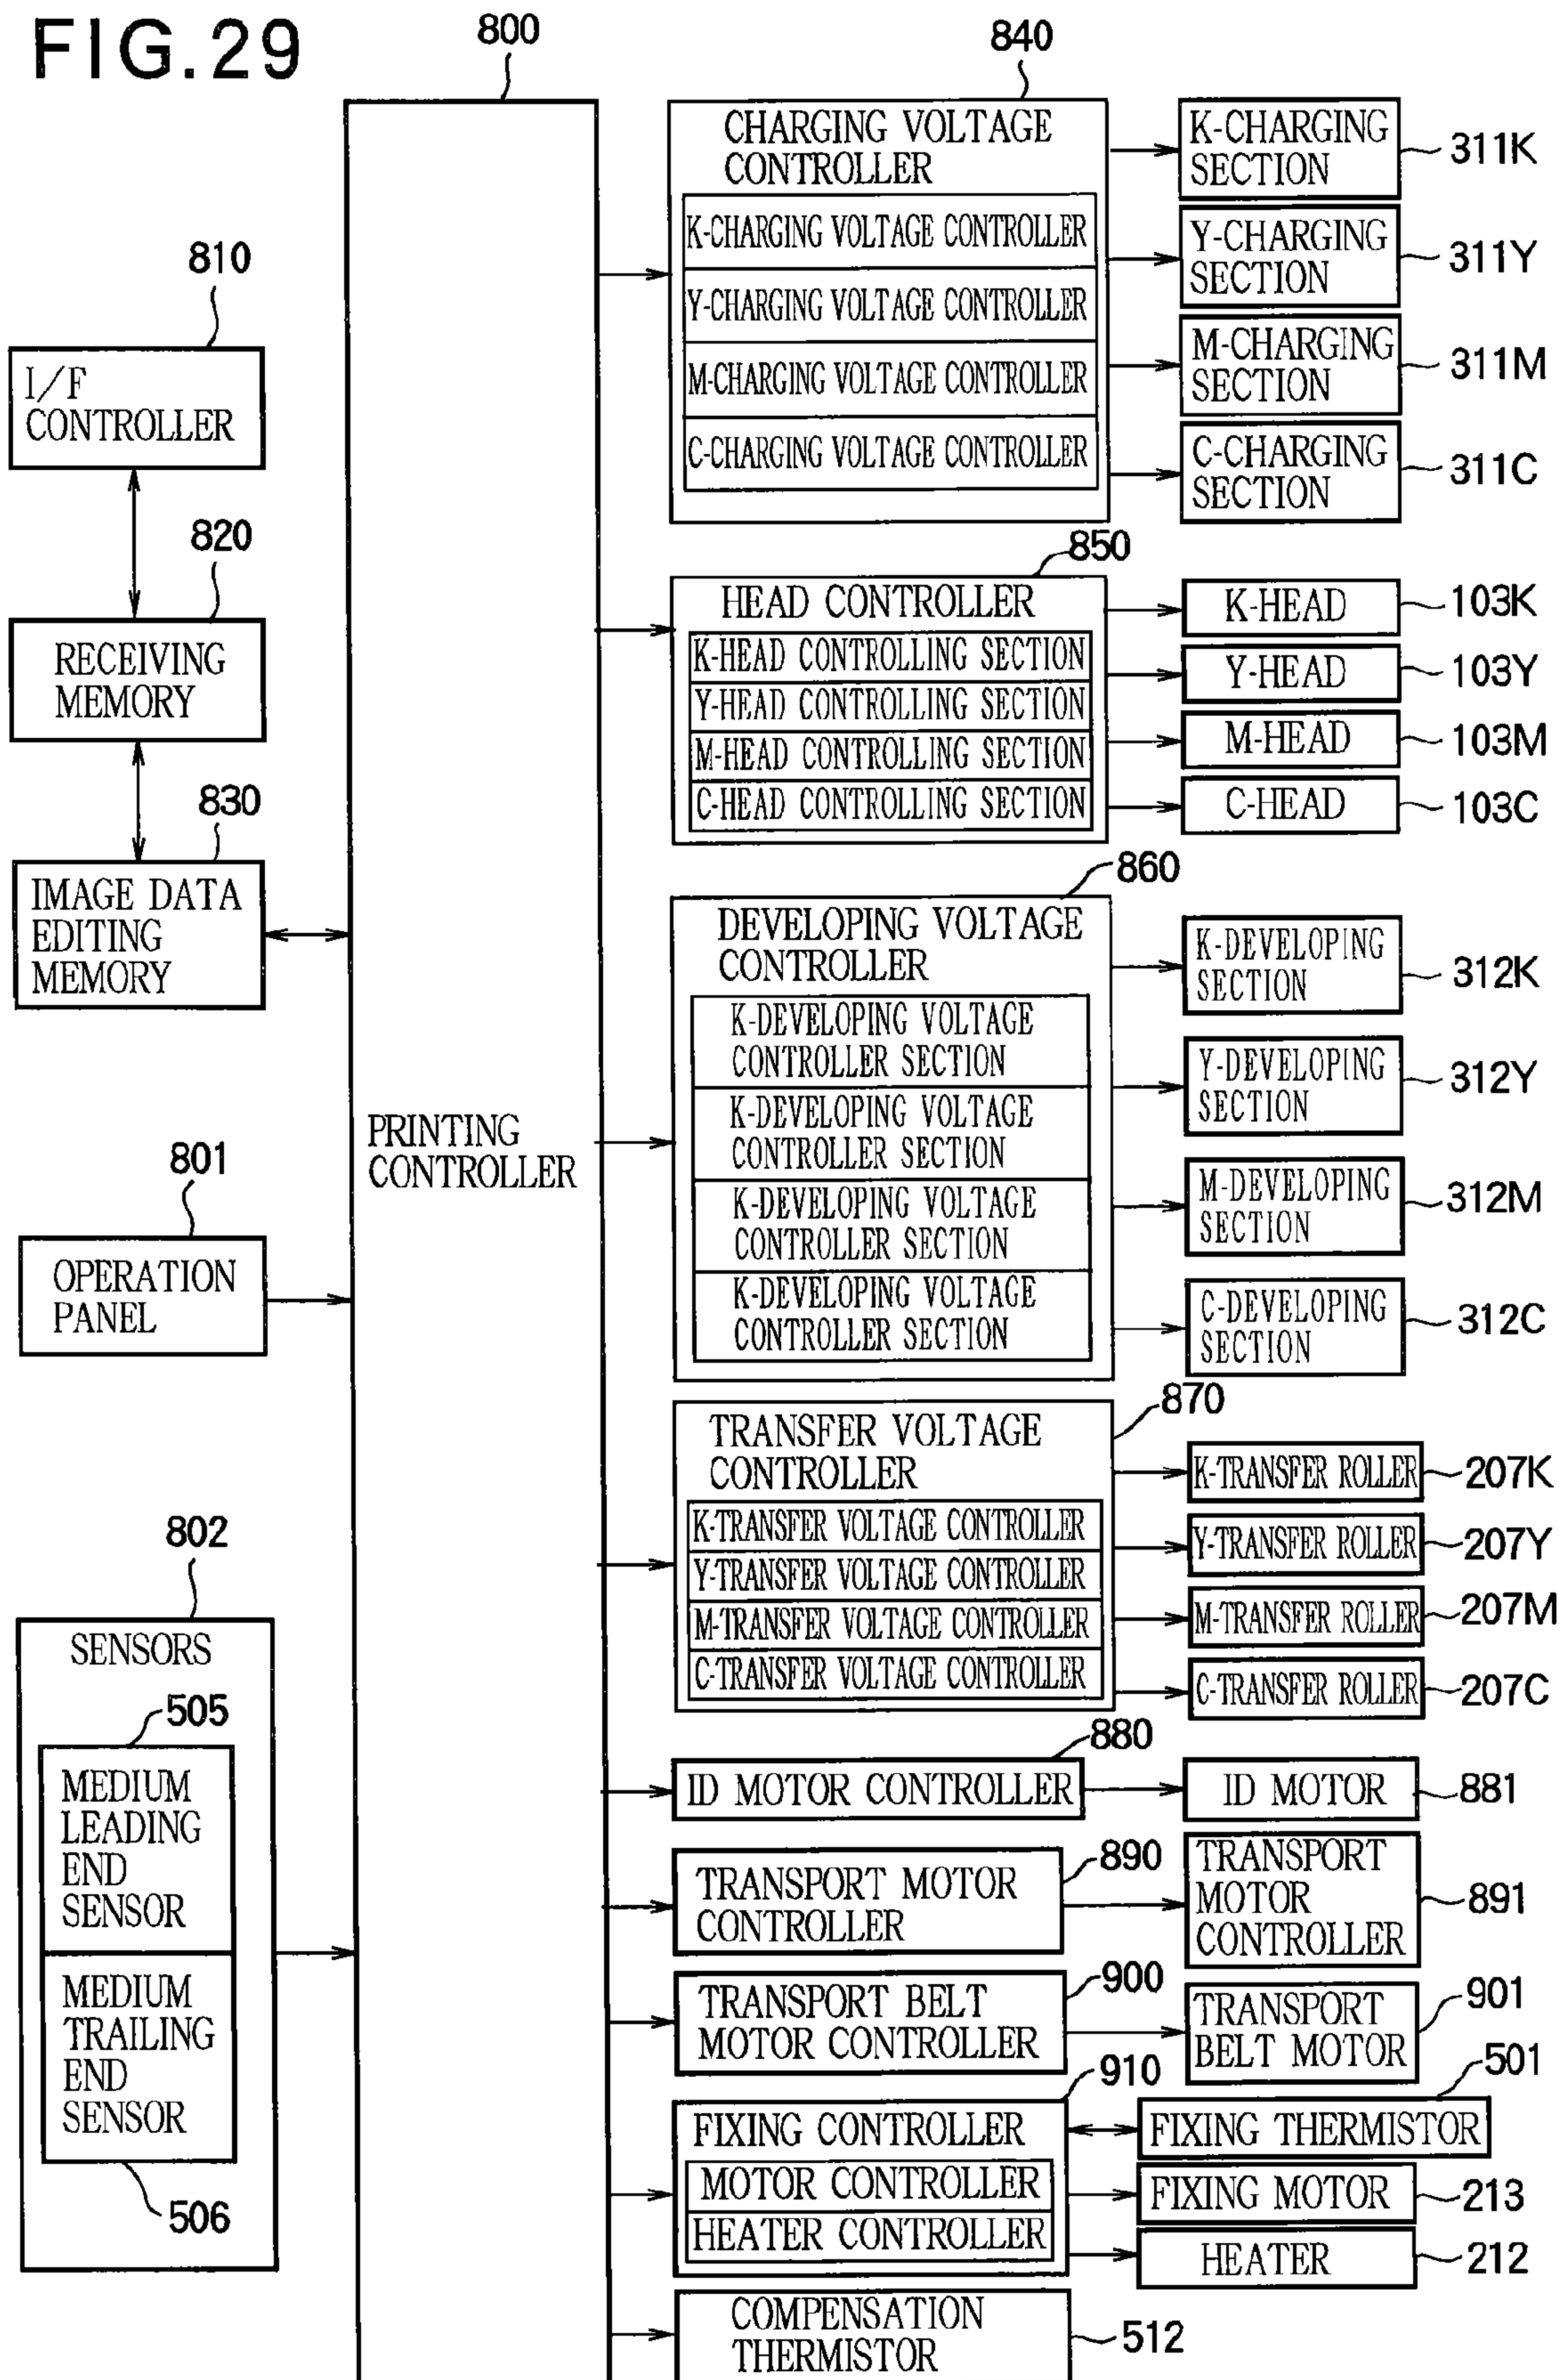 FIG.29
800
810
I/F
CONTROLLER
820
RECEIVING
MEMORY
830
IMAGE DATA
EDITING
MEMORY
801
OPERATION
PANEL
802
SENSORS
505
MEDIUM
LEADING
END
SENSOR
MEDIUM
TRAILING
END
SENSOR
506
PRINTING
CONTROLLER
840
CHARGING VOLTAGE
CONTROLLER
K-CHARGING VOLTAGE CONTROLLER
Y-CHARGING VOLTAGE CONTROLLER
M-CHARGING VOLTAGE CONTROLLER
C-CHARGING VOLTAGE CONTROLLER
K-CHARGING
SECTION
311K
Y-CHARGING
SECTION
311Y
M-CHARGING
SECTION
311M
C-CHARGING
SECTION
311C
850
HEAD CONTROLLER
K-HEAD CONTROLLING SECTION
Y-HEAD CONTROLLING SECTION
M-HEAD CONTROLLING SECTION
C-HEAD CONTROLLING SECTION
K-HEAD
103K
Y-HEAD
103Y
M-HEAD
103M
C-HEAD
103C
860
DEVELOPING VOLTAGE
CONTROLLER
K-DEVELOPING VOLTAGE
CONTROLLER SECTION
K-DEVELOPING VOLTAGE
CONTROLLER SECTION
K-DEVELOPING VOLTAGE
CONTROLLER SECTION
K-DEVELOPING VOLTAGE
CONTROLLER SECTION
K-DEVELOPING
SECTION
312K
Y-DEVELOPING
SECTION
312Y
M-DEVELOPING
SECTION
312M
C-DEVELOPING
SECTION
312C
870
TRANSFER VOLTAGE
CONTROLLER
K-TRANSFER VOLTAGE CONTROLLER
Y-TRANSFER VOLTAGE CONTROLLER
M-TRANSFER VOLTAGE CONTROLLER
C-TRANSFER VOLTAGE CONTROLLER
K-TRANSFER ROLLER
207K
Y-TRANSFER ROLLER
207Y
M-TRANSFER ROLLER
207M
C-TRANSFER ROLLER
207C
880
ID MOTOR CONTROLLER
ID MOTOR
881
890
TRANSPORT MOTOR
CONTROLLER
TRANSPORT
MOTOR
CONTROLLER
891
900
TRANSPORT BELT
MOTOR CONTROLLER
TRANSPORT
BELT MOTOR
901
910
FIXING CONTROLLER
MOTOR CONTROLLER
HEATER CONTROLLER
501
FIXING THERMISTOR
FIXING MOTOR
213
HEATER
212
COMPENSATION
THERMISTOR
512